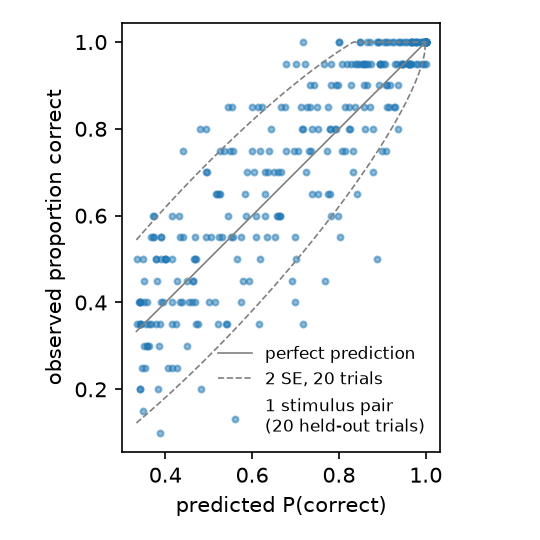 observed proportion correct
1.0
0.8
0.6
0.4
0.2
perfect prediction
2 SE, 20 trials
1 stimulus pair
(20 held-out trials)
0.4 0.6 0.8 1.0
predicted P(correct)